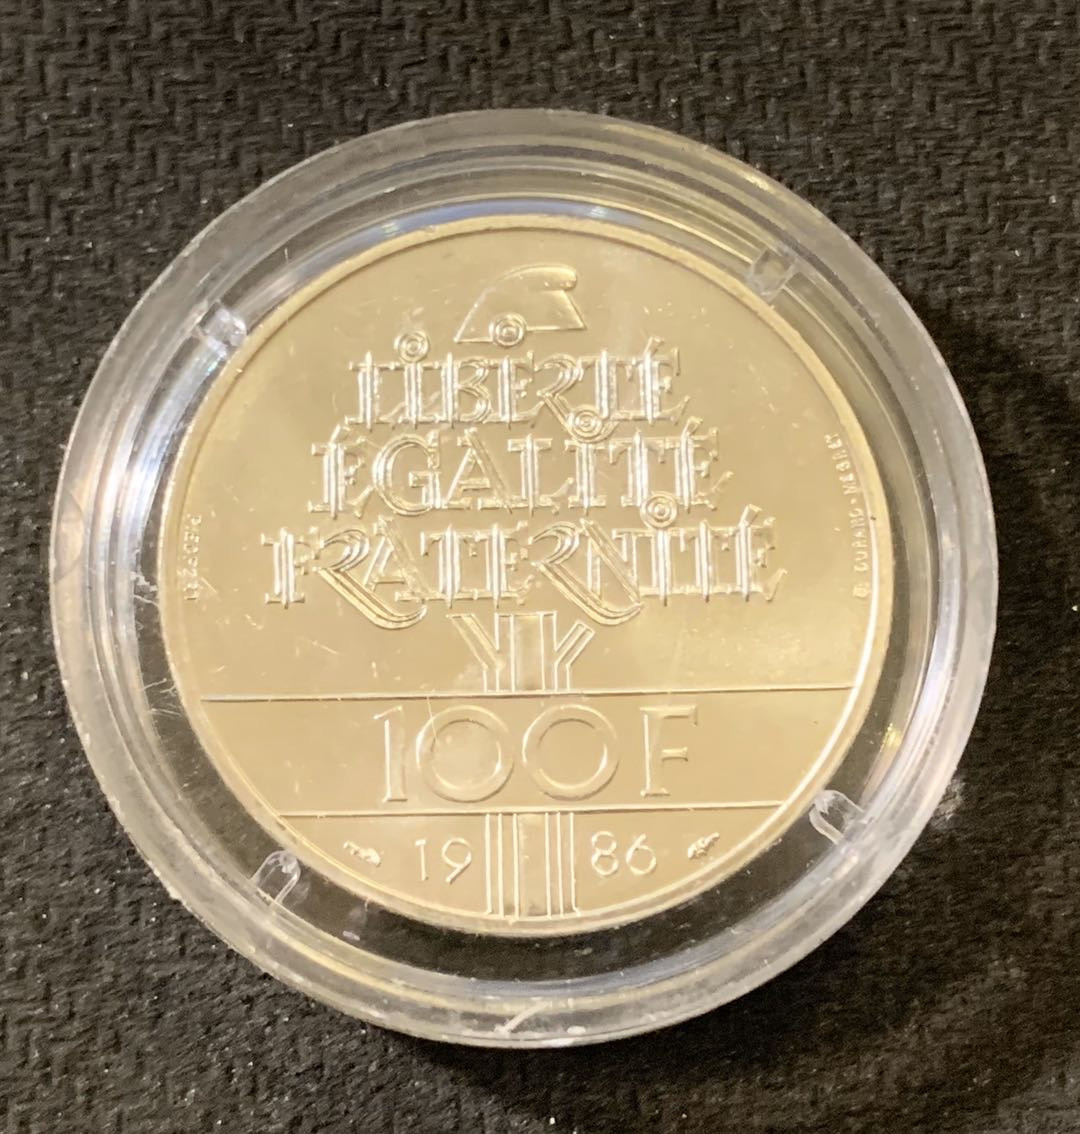 LIBERTÉ
ÉGALITÉ
FRATERNITÉ
100F
19 86